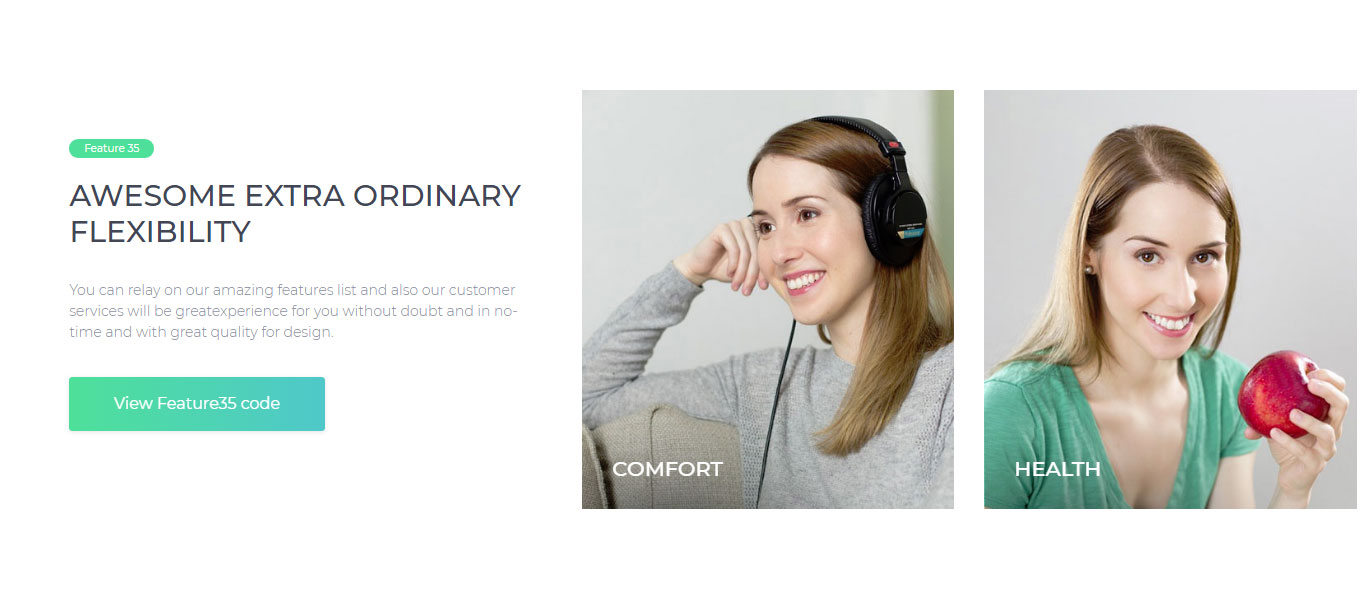 Feature 35
AWESOME EXTRA ORDINARY
FLEXIBILITY
You can relay on our amazing features list and also our customer
services will be greatexperience for you without doubt and in no-
time and with great quality for design.
View Feature35 code
COMFORT
HEALTH